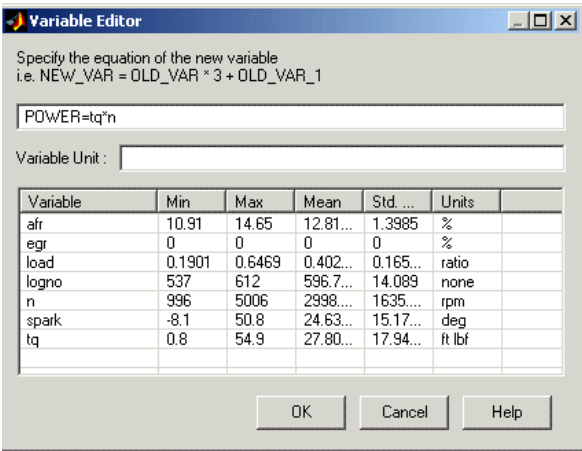 Variable Editor
Specify the equation of the new variable
i.e. NEW_VAR = OLD_VAR * 3 + OLD_VAR_1
POWER=tq*n
Variable Unit :
Variable Min Max Mean Std. ... Units
afr 10.91 14.65 12.81... 1.3985 %
egr 0 0 0 0 %
load 0.1901 0.6469 0.402... 0.165... ratio
logno 537 612 596.7... 14.089 none
n 996 5006 2998.... 1635.... rpm
spark -8.1 50.8 24.63... 15.17... deg
tq 0.8 54.9 27.80... 17.94... ft lbf
OK Cancel Help